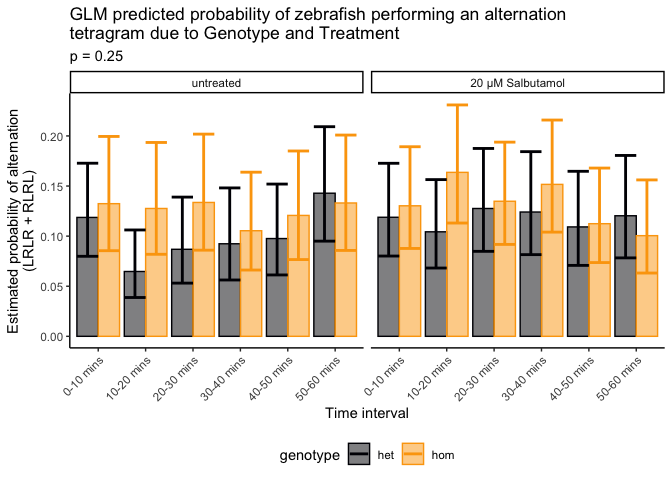 GLM predicted probability of zebrafish performing an alternation
tetragram due to Genotype and Treatment
p = 0.25
untreated
20 µM Salbutamol
Estimated probability of alternation
(LRLR + RLRL)
0.20
0.15
0.10
0.05
0.00
0-10 mins
10-20 mins
20-30 mins
30-40 mins
40-50 mins
50-60 mins
0-10 mins
10-20 mins
20-30 mins
30-40 mins
40-50 mins
50-60 mins
Time interval
genotype
het
hom